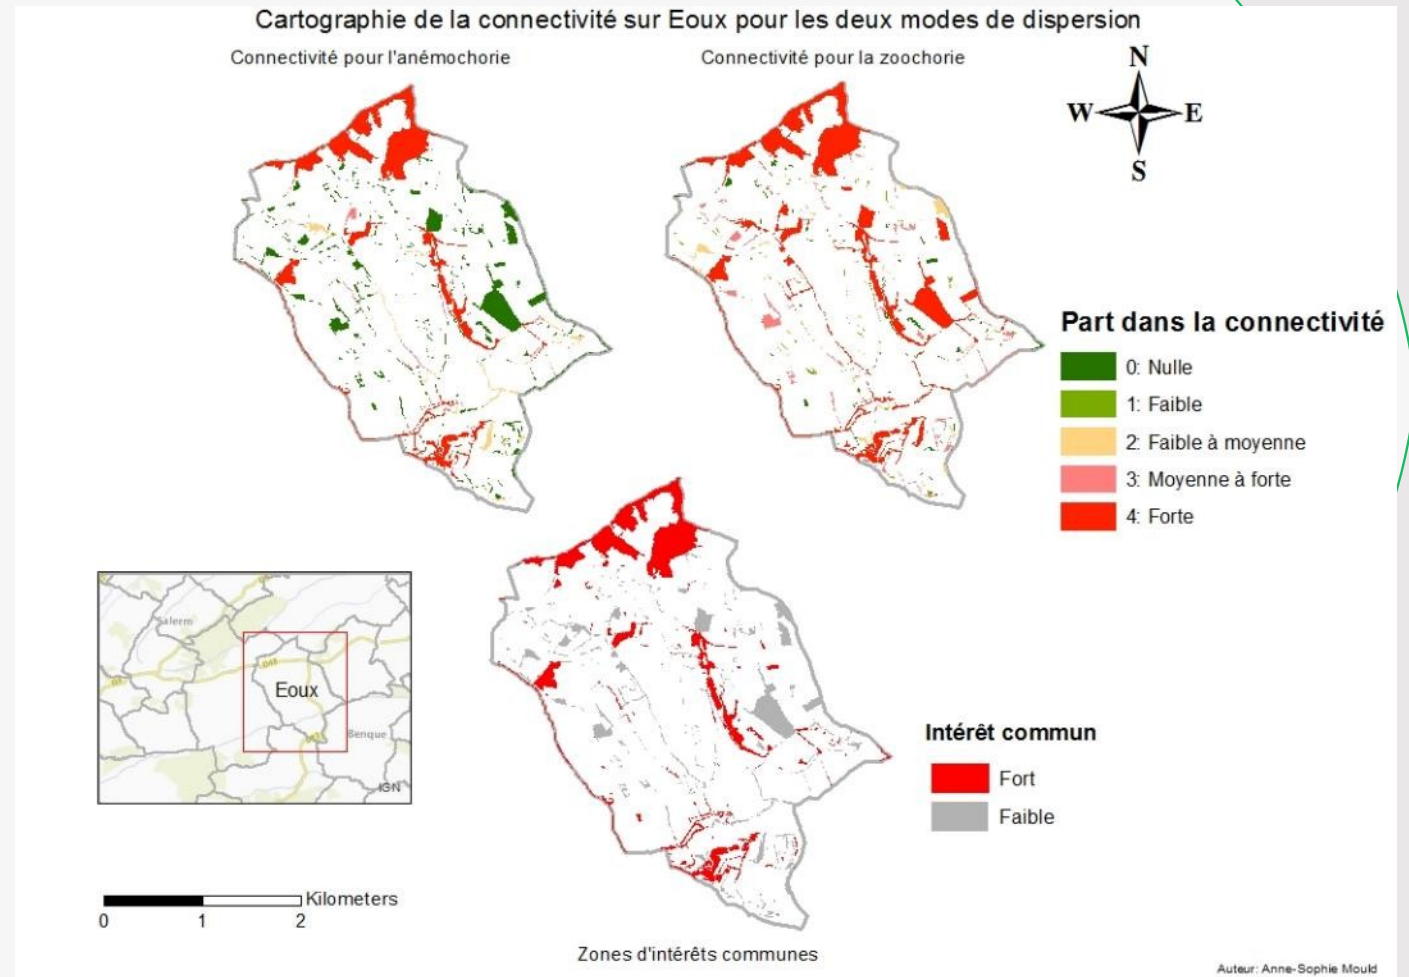 Cartographie de la connectivité sur Eoux pour les deux modes de dispersion
Connectivité pour l'anémochorie
Connectivité pour la zoochorie
N
W
E
S
Part dans la connectivité
0: Nulle
1: Faible
2: Faible à moyenne
3: Moyenne à forte
4: Forte
Salerm
Eoux
Benque
IGN
Intérêt commun
Fort
Faible
Kilometers
0 1 2
Zones d'intérêts communes
Auteur: Anne-Sophie Mould